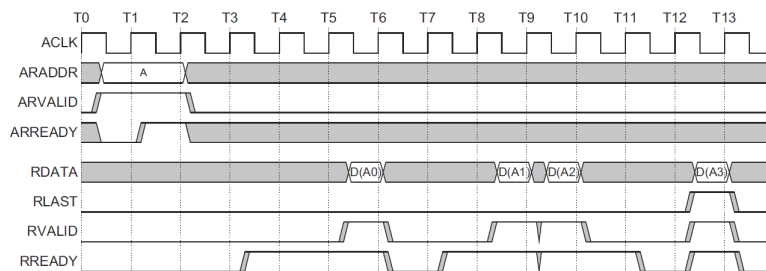 T0 T1 T2 T3 T4 T5 T6 T7 T8 T9 T10 T11 T12 T13
ACLK
ARADDR A
ARVALID
ARREADY
RDATA D(A0) D(A1) D(A2) D(A3)
RLAST
RVALID
RREADY